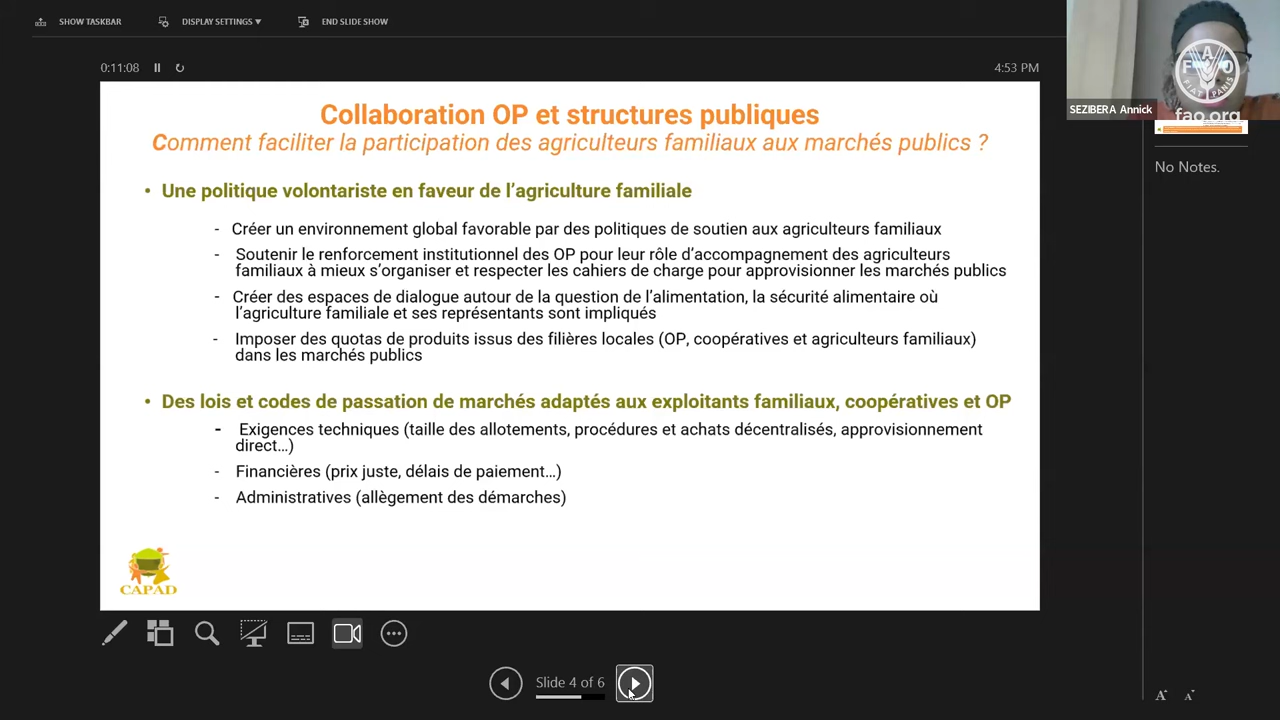 SHOW TASKBAR
DISPLAY SETTINGS ▼
END SLIDE SHOW
0:11:08
4:53 PM
FAO
FIAT PANIS
fao.org
SEZIBERA Annick
No Notes.
Collaboration OP et structures publiques
Comment faciliter la participation des agriculteurs familiaux aux marchés publics ?
• Une politique volontariste en faveur de l’agriculture familiale
- Créer un environnement global favorable par des politiques de soutien aux agriculteurs familiaux
- Soutenir le renforcement institutionnel des OP pour leur rôle d’accompagnement des agriculteurs
familiaux à mieux s’organiser et respecter les cahiers de charge pour approvisionner les marchés publics
- Créer des espaces de dialogue autour de la question de l’alimentation, la sécurité alimentaire où
l’agriculture familiale et ses représentants sont impliqués
- Imposer des quotas de produits issus des filières locales (OP, coopératives et agriculteurs familiaux)
dans les marchés publics
• Des lois et codes de passation de marchés adaptés aux exploitants familiaux, coopératives et OP
- Exigences techniques (taille des allotements, procédures et achats décentralisés, approvisionnement
direct…)
- Financières (prix juste, délais de paiement…)
- Administratives (allègement des démarches)
CAPAD
Slide 4 of 6
A A